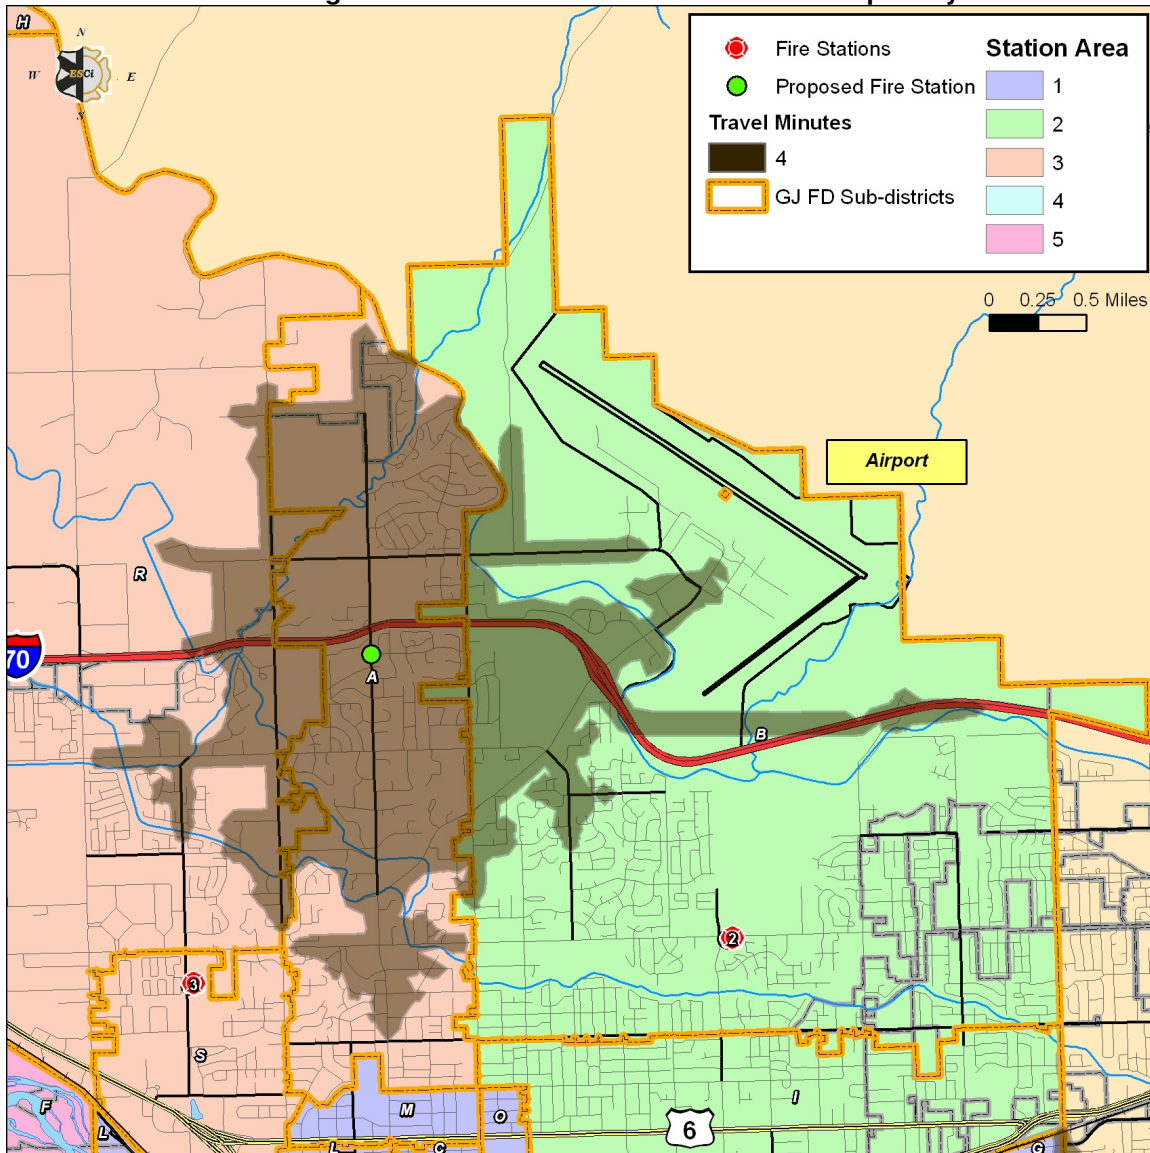 H
N
W
ESCi
E
S
Fire Stations
Proposed Fire Station
Travel Minutes
4
GJ FD Sub-districts
Station Area
1
2
3
4
5
0 0.25 0.5 Miles
Airport
R
70
A
B
2
3
S
F
M
O
I
L
L
C
G
6